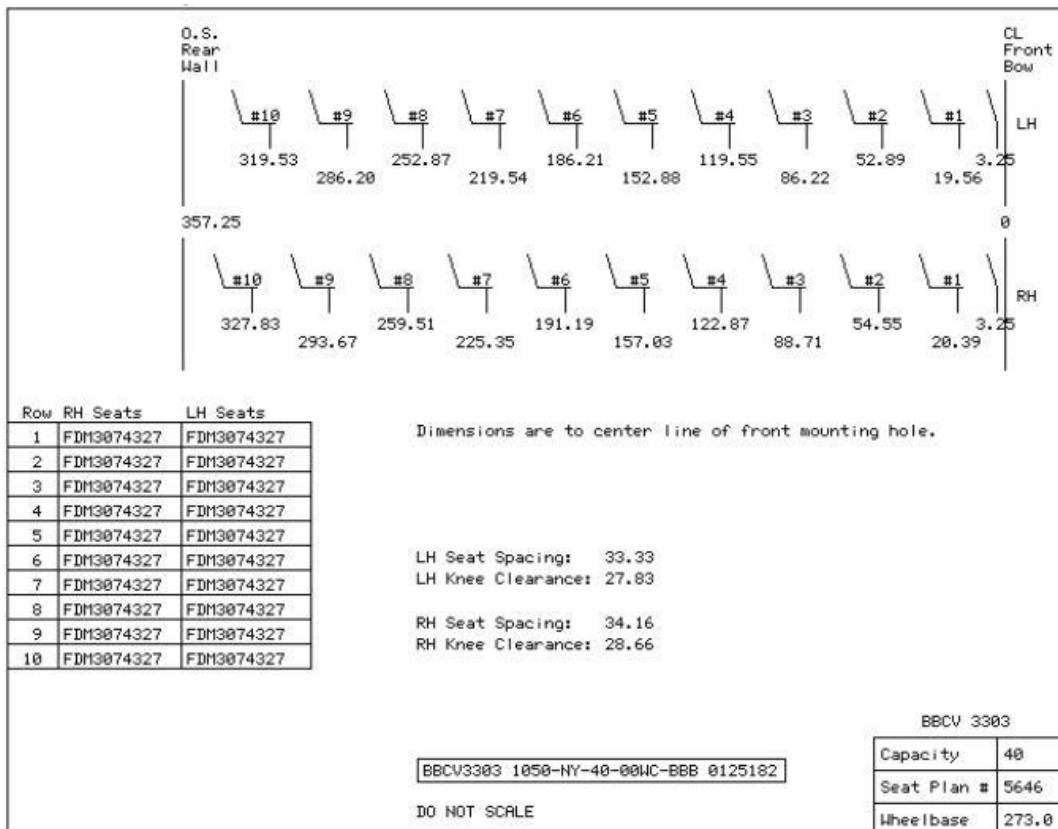 O.S. Rear Wall
CL Front Bow
#10 #9 #8 #7 #6 #5 #4 #3 #2 #1 LH
319.53 252.87 186.21 119.55 52.89 3.25
286.20 219.54 152.88 86.22 19.56
357.25 0
#10 #9 #8 #7 #6 #5 #4 #3 #2 #1 RH
327.83 259.51 191.19 122.87 54.55 3.25
293.67 225.35 157.03 88.71 20.39
Row RH Seats LH Seats
1 FDM3074327 FDM3074327
2 FDM3074327 FDM3074327
3 FDM3074327 FDM3074327
4 FDM3074327 FDM3074327
5 FDM3074327 FDM3074327
6 FDM3074327 FDM3074327
7 FDM3074327 FDM3074327
8 FDM3074327 FDM3074327
9 FDM3074327 FDM3074327
10 FDM3074327 FDM3074327
Dimensions are to center line of front mounting hole.
LH Seat Spacing: 33.33
LH Knee Clearance: 27.83
RH Seat Spacing: 34.16
RH Knee Clearance: 28.66
BBCV3303 1050-NY-40-00WC-BBB 0125182
DO NOT SCALE
BBCV 3303
Capacity 40
Seat Plan # 5646
Wheelbase 273.0